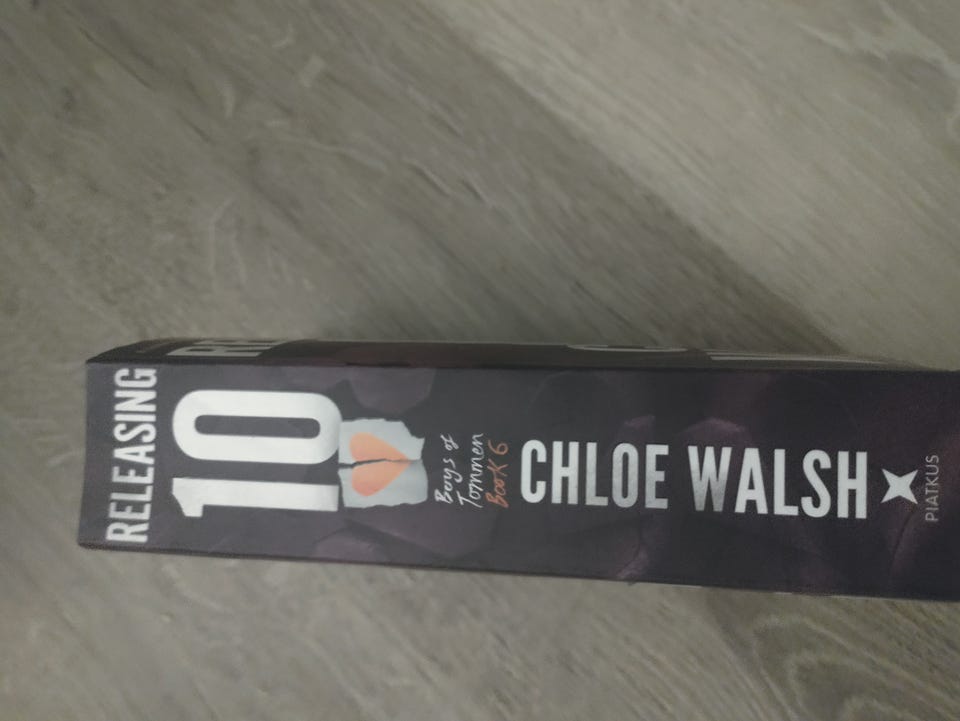 RELEASING
10
Boys of
Tommen
Book 6
CHLOE WALSH
PIATKUS